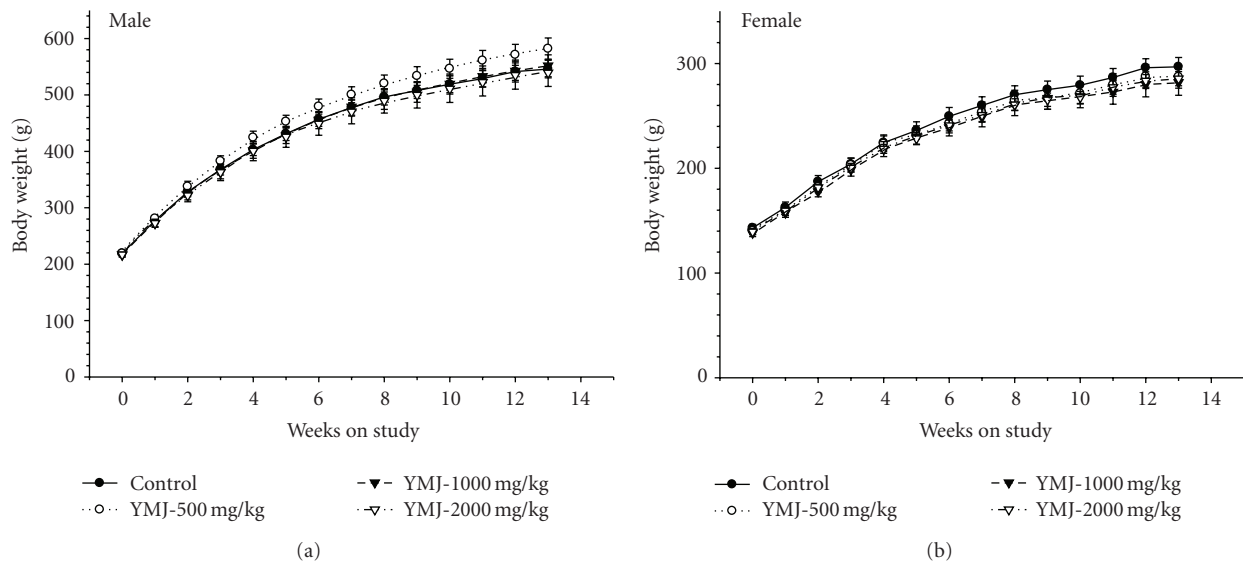 Male
600
500
400
300
200
100
0
Body weight (g)
0 2 4 6 8 10 12 14
Weeks on study
Control
YMJ-500 mg/kg
YMJ-1000 mg/kg
YMJ-2000 mg/kg
(a)
Female
300
200
100
0
Body weight (g)
0 2 4 6 8 10 12 14
Weeks on study
Control
YMJ-500 mg/kg
YMJ-1000 mg/kg
YMJ-2000 mg/kg
(b)